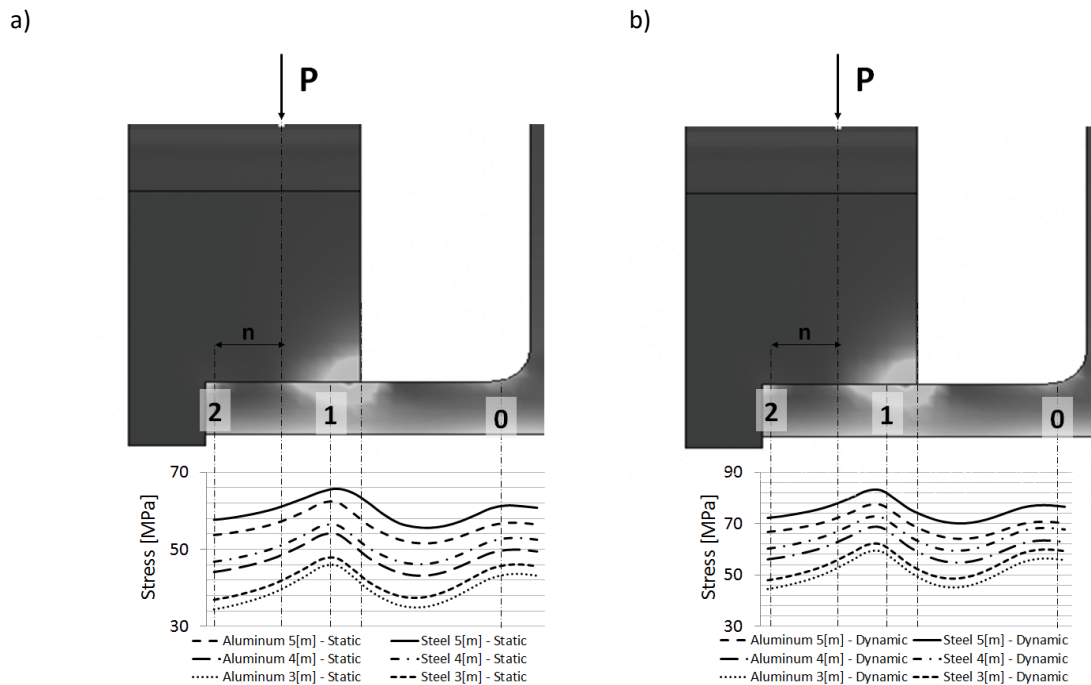 a)
P
n
2
1
0
70
50
30
Stress [MPa]
Aluminum 5[m] - Static
Steel 5[m] - Static
Aluminum 4[m] - Static
Steel 4[m] - Static
Aluminum 3[m] - Static
Steel 3[m] - Static
b)
P
n
2
1
0
90
70
50
30
Stress [MPa]
Aluminum 5[m] - Dynamic
Steel 5[m] - Dynamic
Aluminum 4[m] - Dynamic
Steel 4[m] - Dynamic
Aluminum 3[m] - Dynamic
Steel 3[m] - Dynamic